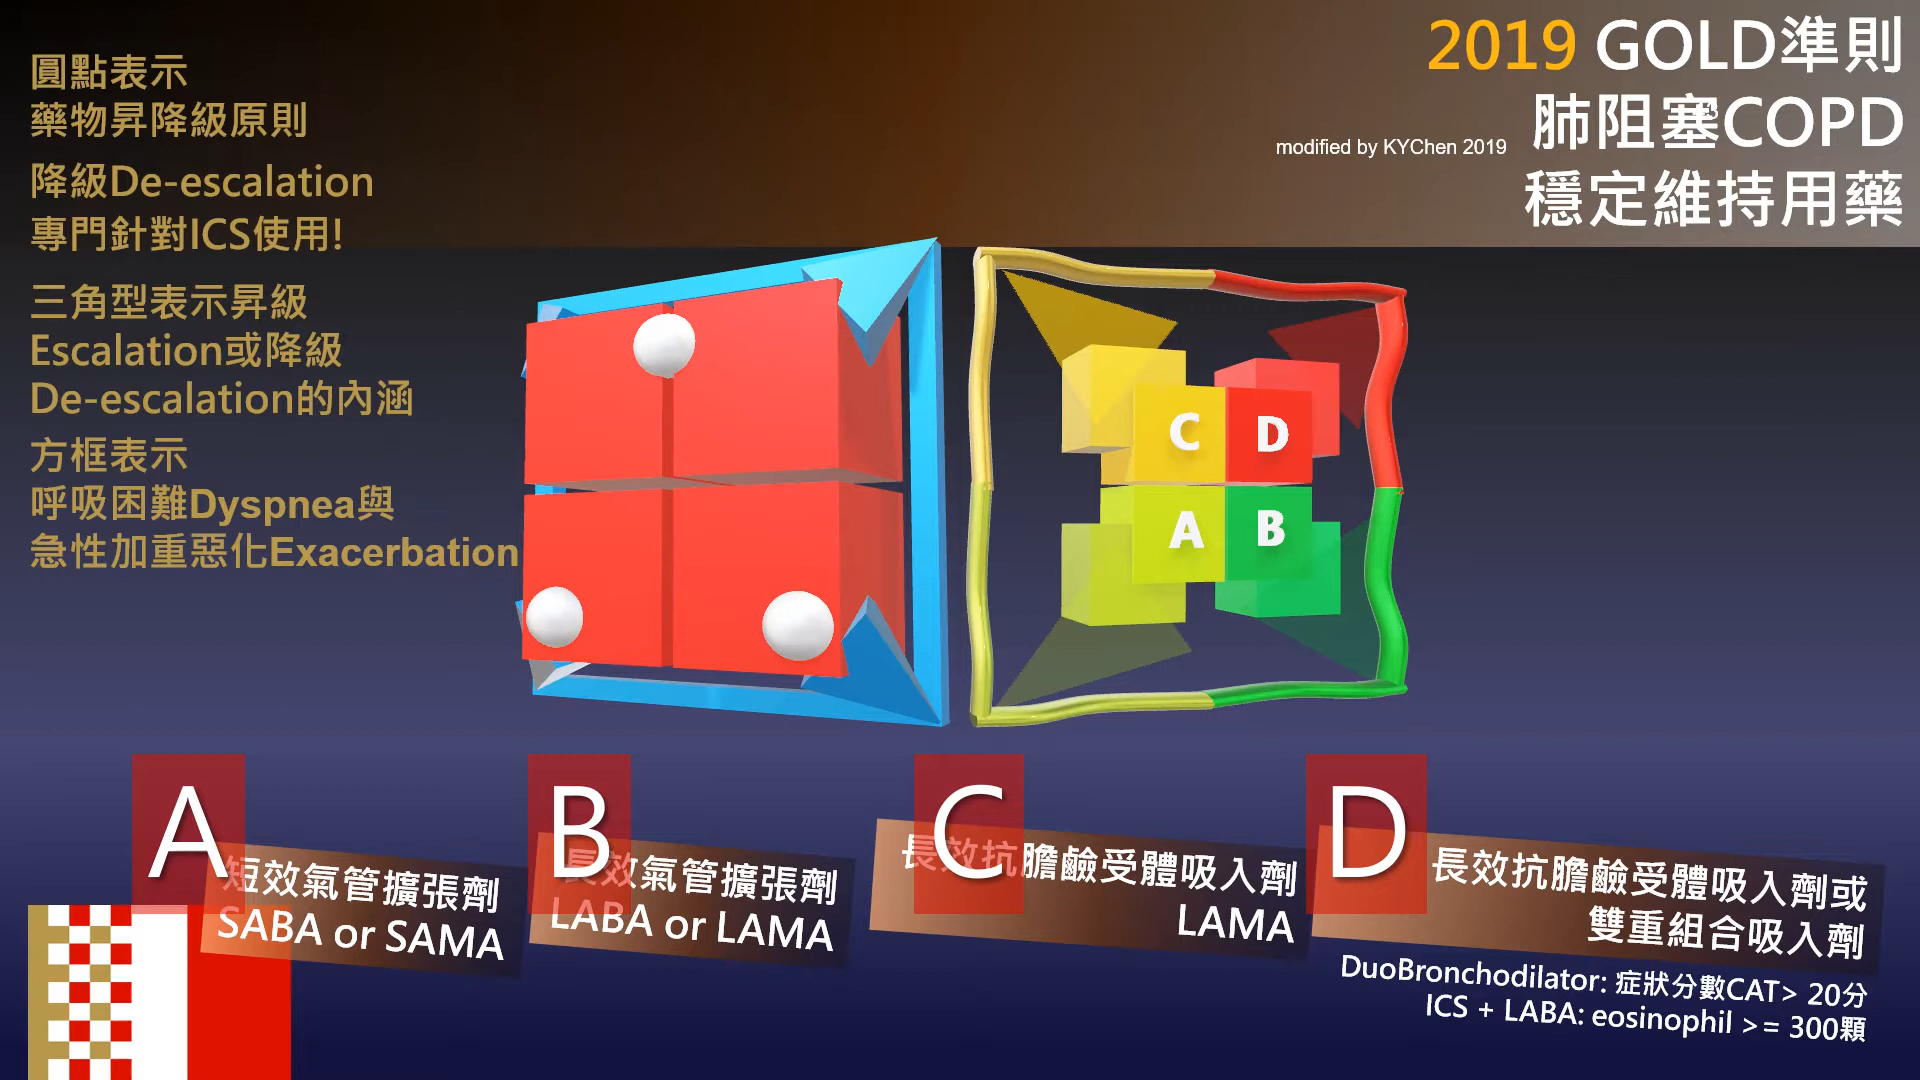 圓點表示
藥物昇降級原則
降級De-escalation
專門針對ICS使用!
三角型表示昇級
Escalation或降級
De-escalation的內涵
方框表示
呼吸困難Dyspnea與
急性加重惡化Exacerbation
2019 GOLD準則
肺阻塞COPD
modified by KYChen 2019
穩定維持用藥
C
D
A
B
A
短效氣管擴張劑
SABA or SAMA
B
長效氣管擴張劑
LABA or LAMA
C
長效抗膽鹼受體吸入劑
LAMA
D
長效抗膽鹼受體吸入劑或
雙重組合吸入劑
DuoBronchodilator: 症狀分數CAT> 20分
ICS + LABA: eosinophil >= 300顆